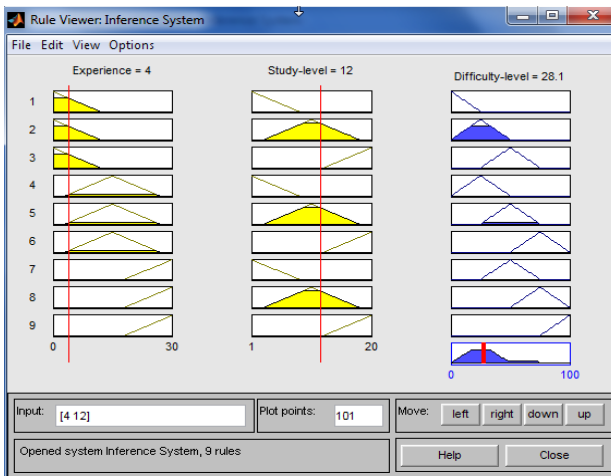 Rule Viewer: Inference System
File Edit View Options
Experience = 4 Study-level = 12 Difficulty-level = 28.1
1
2
3
4
5
6
7
8
9
0 30 1 20
0 100
Input: [4 12] Plot points: 101 Move: left right down up
Opened system Inference System, 9 rules Help Close